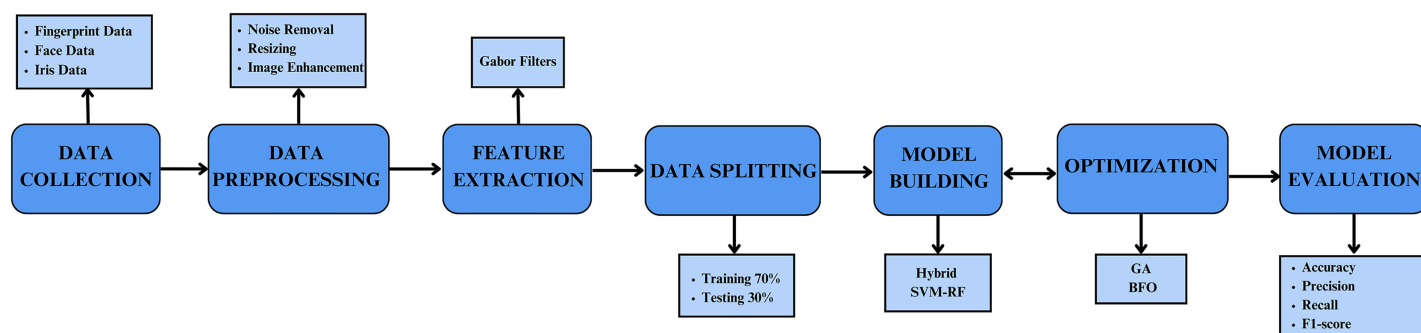 • Fingerprint Data
• Face Data
• Iris Data
• Noise Removal
• Resizing
• Image Enhancement
Gabor Filters
DATA
COLLECTION
DATA
PREPROCESSING
FEATURE
EXTRACTION
DATA SPLITTING
MODEL
BUILDING
OPTIMIZATION
MODEL
EVALUATION
• Training 70%
• Testing 30%
Hybrid
SVM-RF
GA
BFO
• Accuracy
• Precision
• Recall
• F1-score